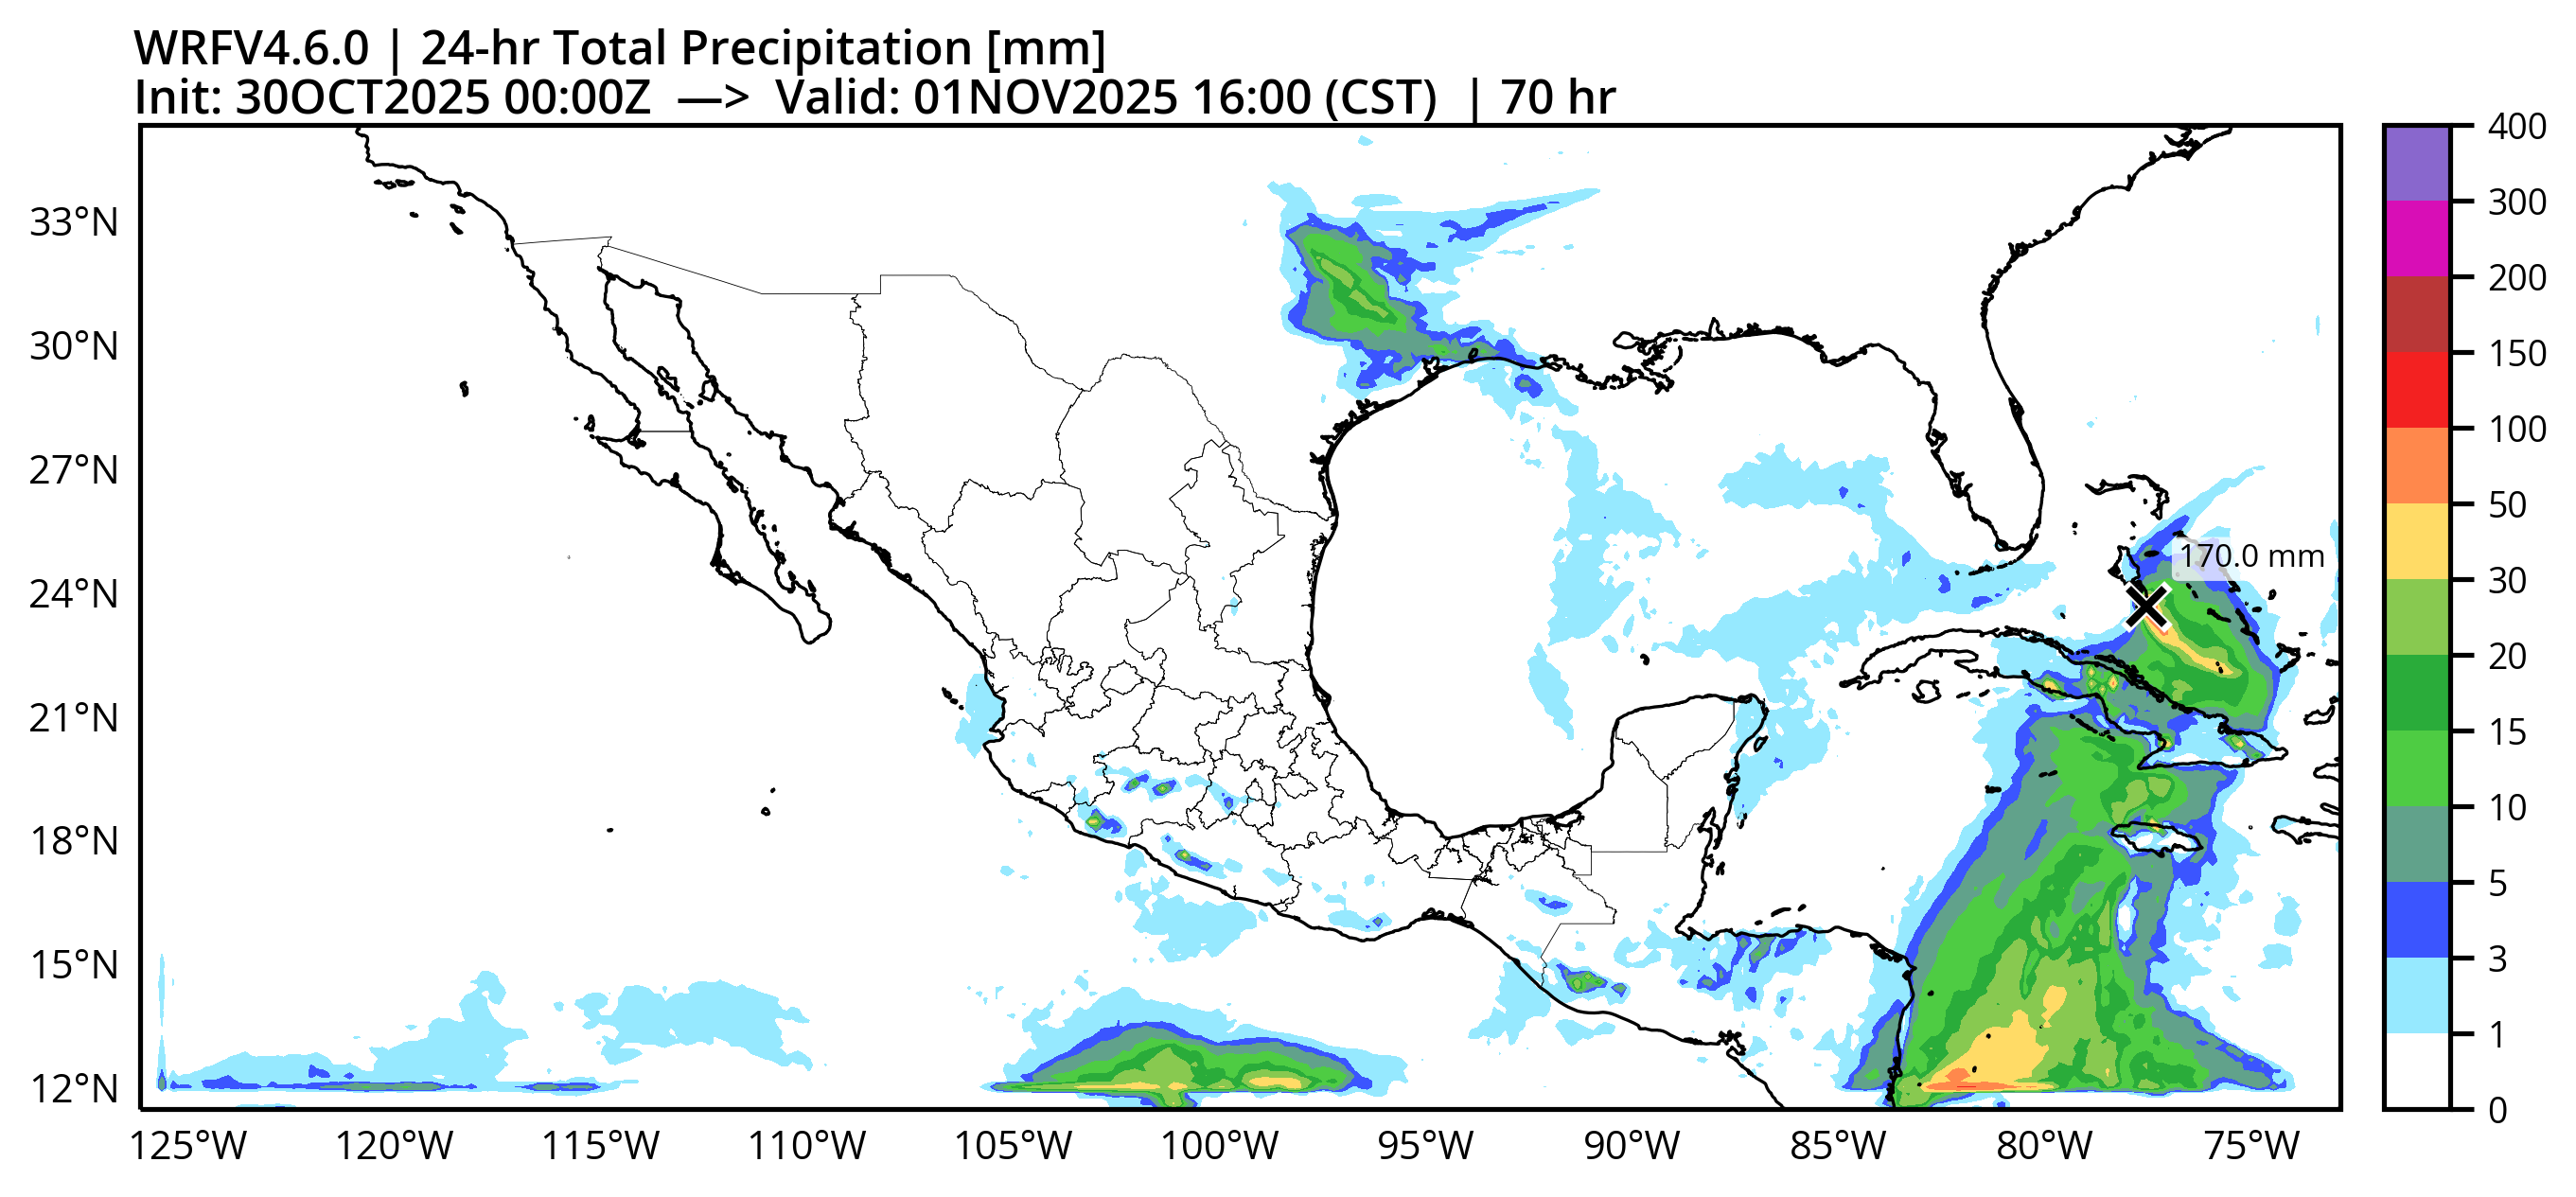 WRFV4.6.0 | 24-hr Total Precipitation [mm]
Init: 30OCT2025 00:00Z —> Valid: 01NOV2025 16:00 (CST) | 70 hr
33°N
30°N
27°N
24°N
21°N
18°N
15°N
12°N
170.0 mm
125°W 120°W 115°W 110°W 105°W 100°W 95°W 90°W 85°W 80°W 75°W
400
300
200
150
100
50
30
20
15
10
5
3
1
0